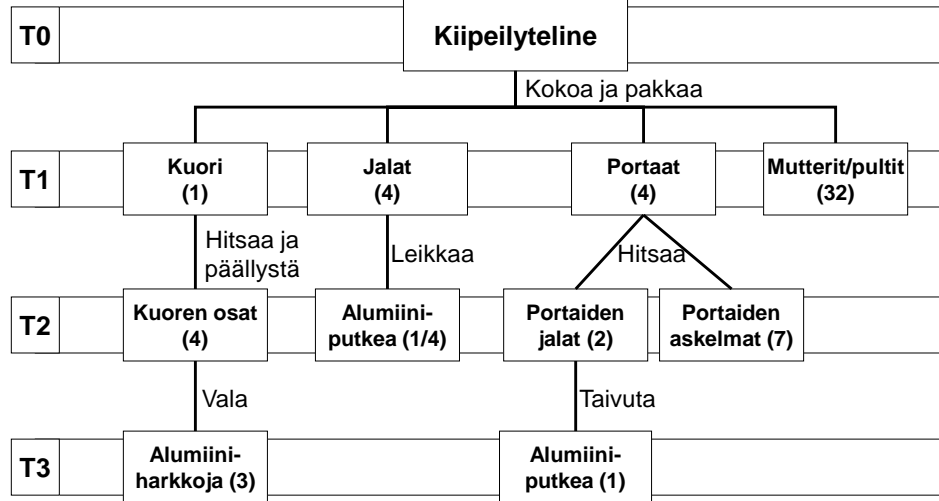 T0
Kiipeilyteline
Kokoa ja pakkaa
T1
Kuori
(1)
Jalat
(4)
Portaat
(4)
Mutterit/pultit
(32)
Hitsaa ja
päällystä
Leikkaa
Hitsaa
T2
Kuoren osat
(4)
Alumiini-
putkea (1/4)
Portaiden
jalat (2)
Portaiden
askelmat (7)
Vala
Taivuta
T3
Alumiini-
harkkoja (3)
Alumiini-
putkea (1)